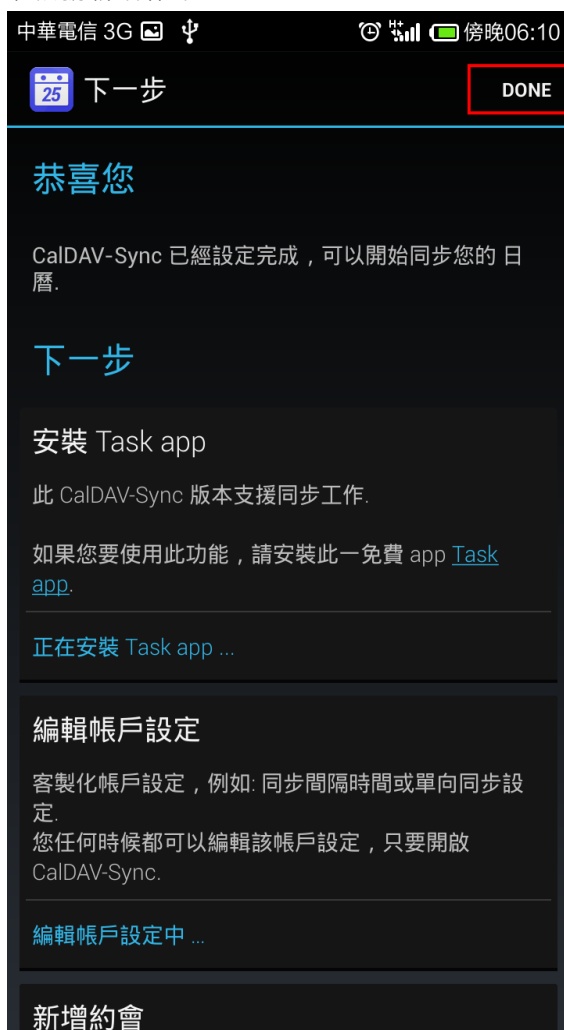 中華電信 3G 傍晚06:10
25 下一步 DONE
恭喜您
CalDAV-Sync 已經設定完成，可以開始同步您的 日
曆.
下一步
安裝 Task app
此 CalDAV-Sync 版本支援同步工作.
如果您要使用此功能，請安裝此一免費 app Task
app.
正在安裝 Task app ...
編輯帳戶設定
客製化帳戶設定，例如: 同步間隔時間或單向同步設
定.
您任何時候都可以編輯該帳戶設定，只要開啟
CalDAV-Sync.
編輯帳戶設定中 ...
新增約會